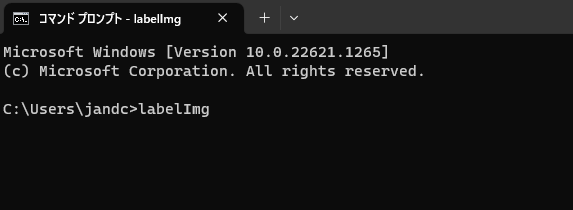 コマンド プロンプト - labelImg
Microsoft Windows [Version 10.0.22621.1265]
(c) Microsoft Corporation. All rights reserved.
C:\Users\jandc>labelImg